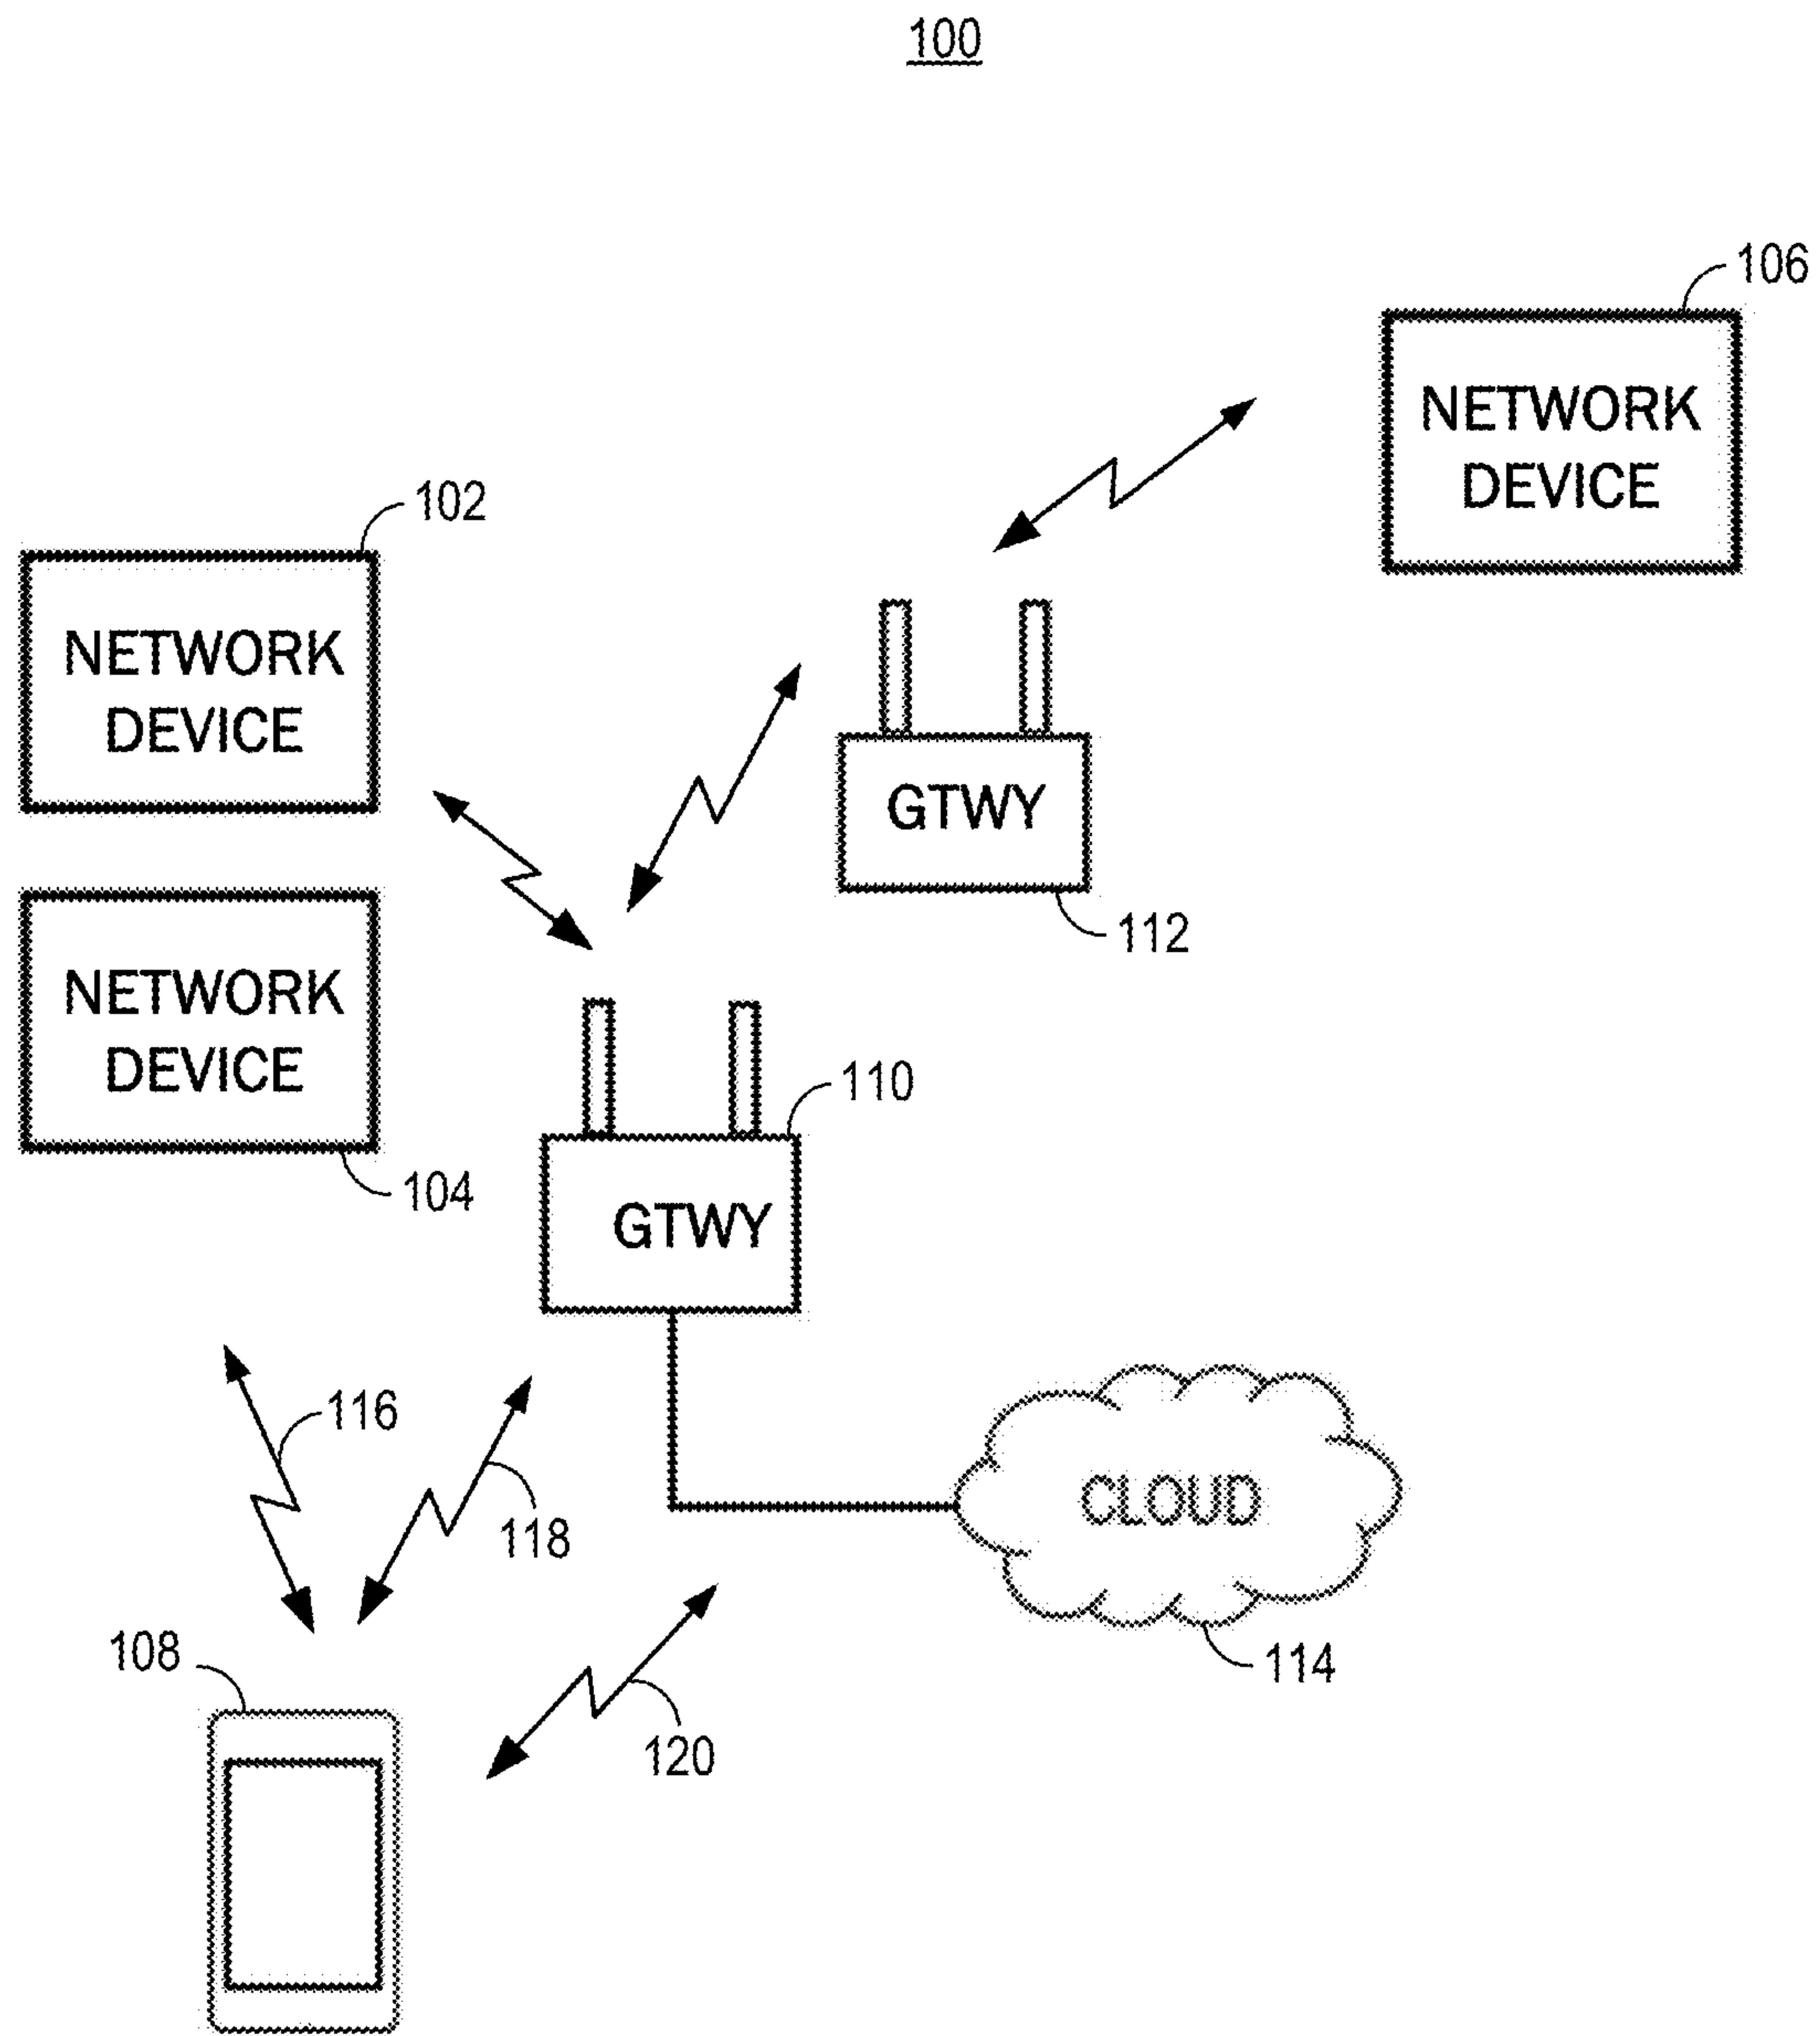 100
106
NETWORK
DEVICE
102
NETWORK
DEVICE
GTWY
112
NETWORK
DEVICE
104
110
GTWY
116
118
CLOUD
114
108
120